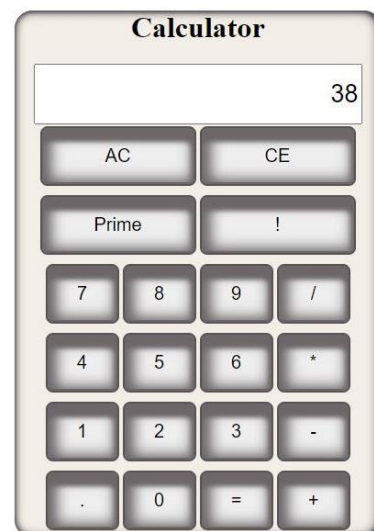 Calculator
38
AC CE
Prime !
7 8 9 /
4 5 6 *
1 2 3 -
. 0 = +